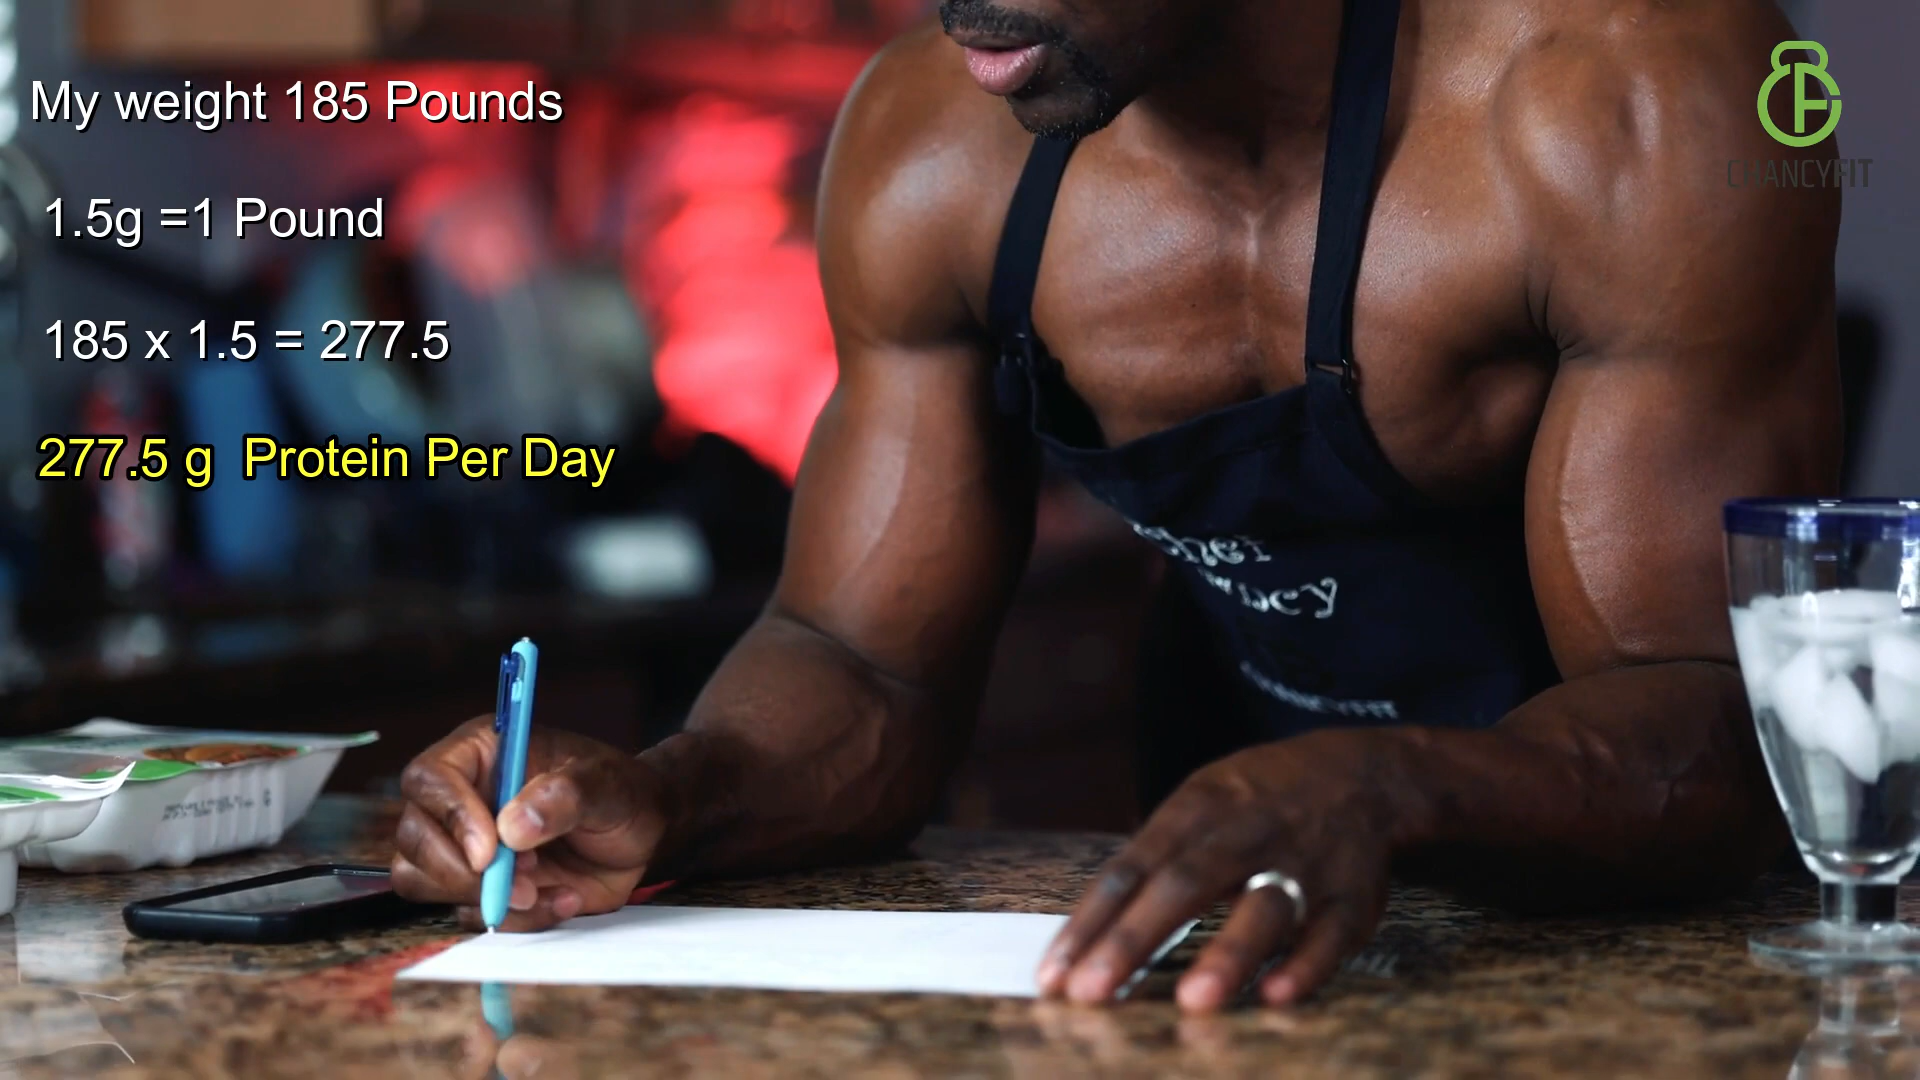 My weight 185 Pounds
1.5g =1 Pound
185 x 1.5 = 277.5
277.5 g Protein Per Day
CHANCYFIT
CHANCYFIT